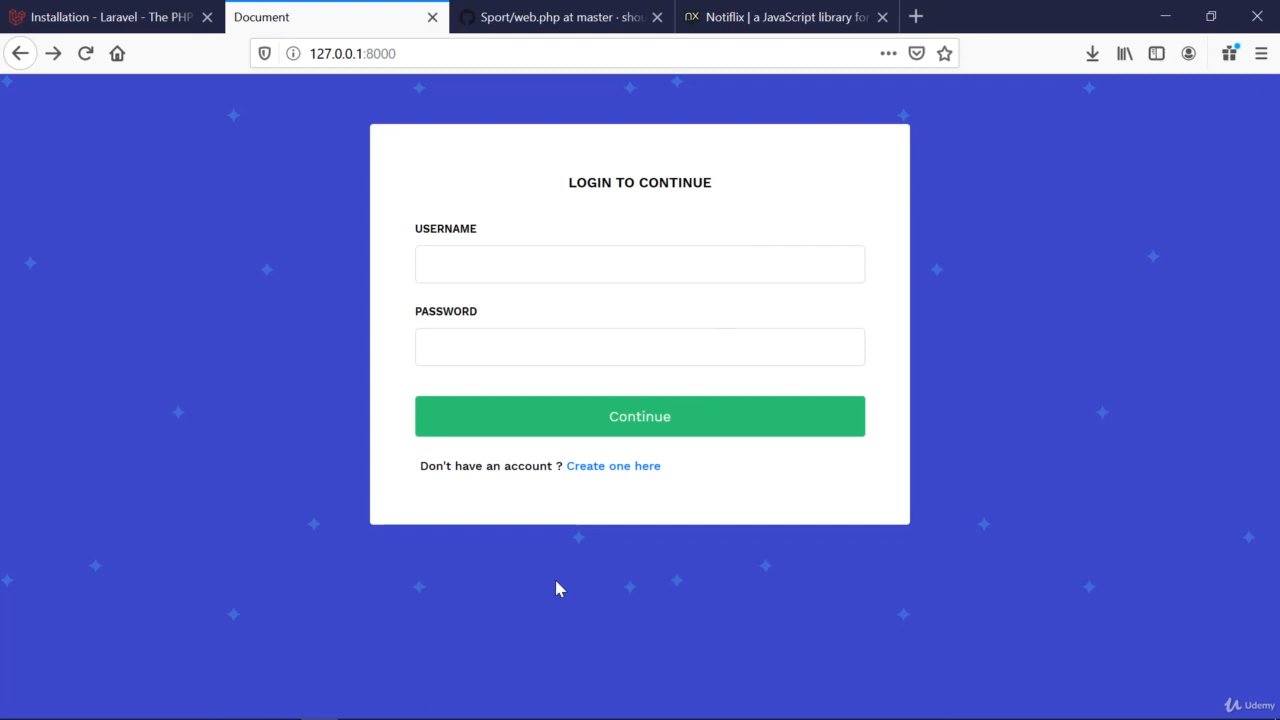 Installation - Laravel - The PHP
Document
Sport/web.php at master · shou
Notiflix | a JavaScript library for
127.0.0.1:8000
LOGIN TO CONTINUE
USERNAME
PASSWORD
Continue
Don't have an account ? Create one here
Udemy